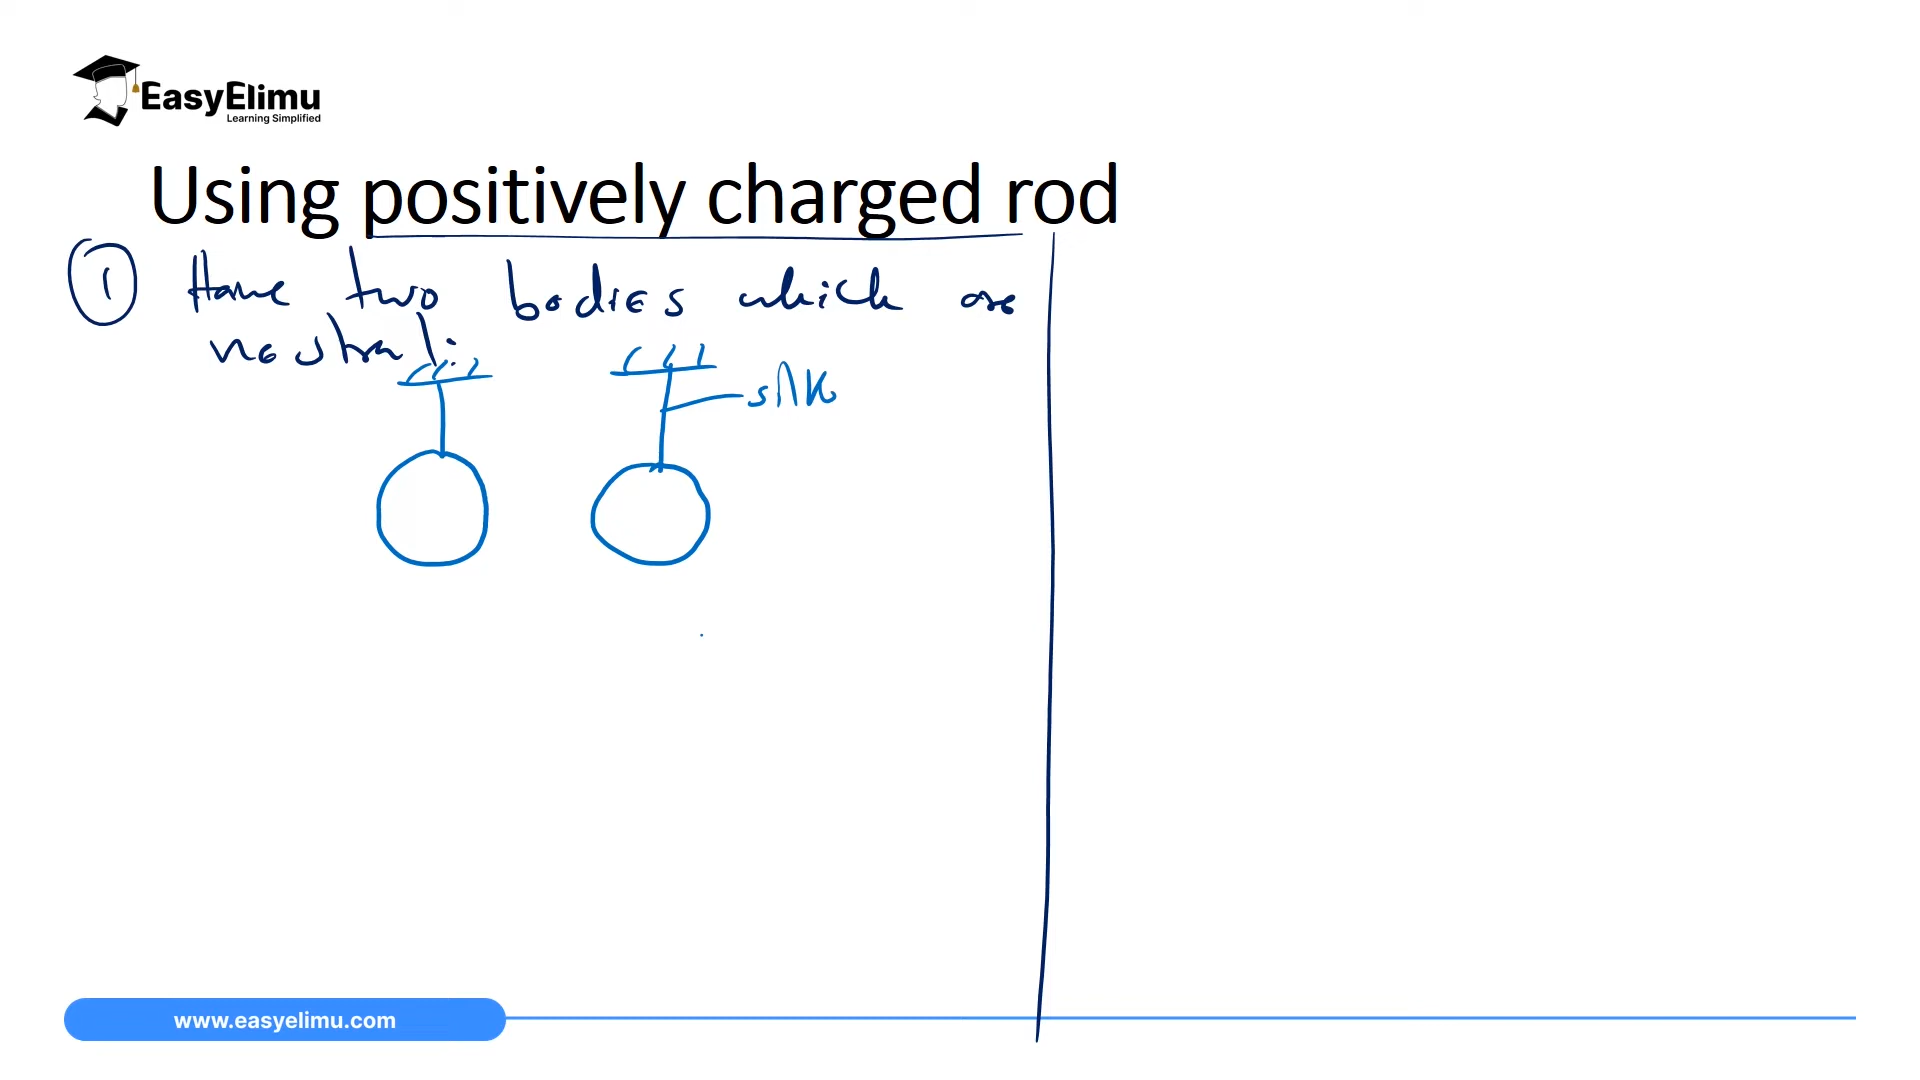 EasyElimu
Learning Simplified
Using positively charged rod
1 Have two bodies which are
neutral.
silk
www.easyelimu.com